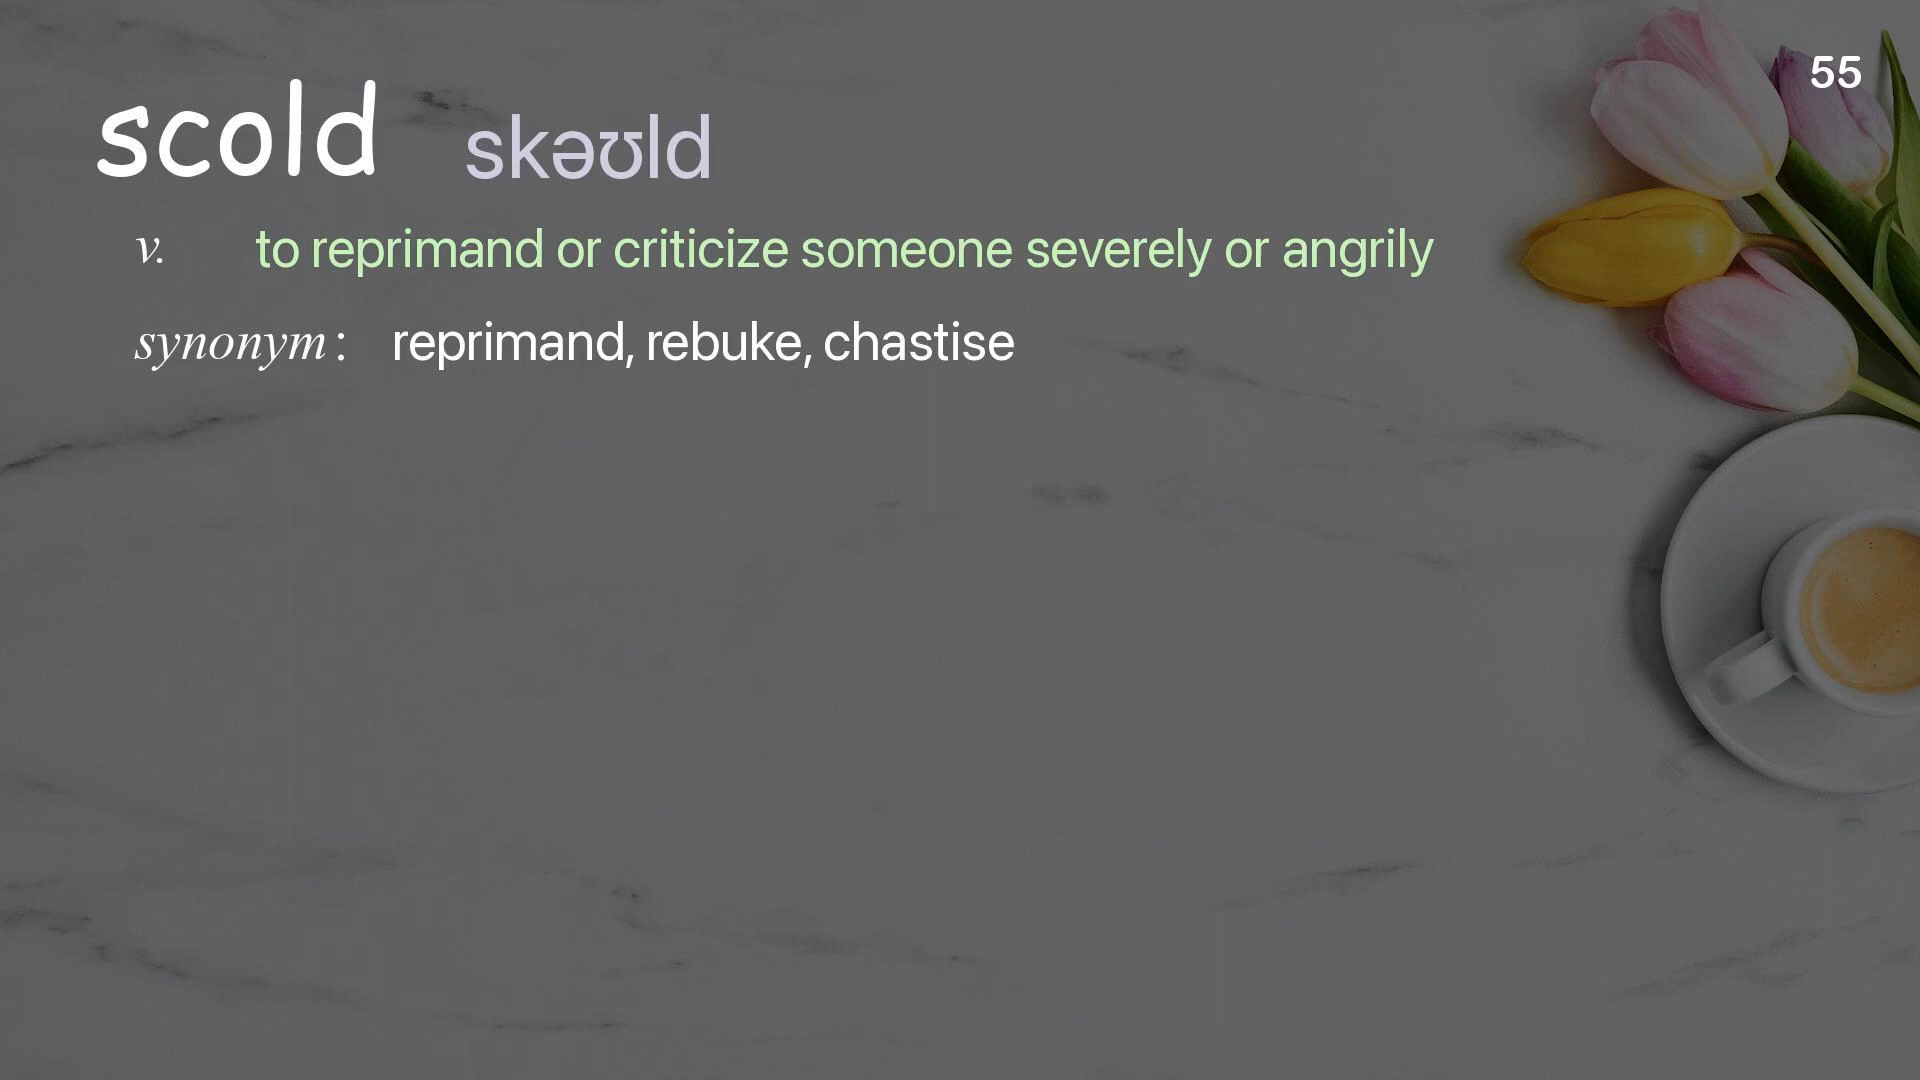 55
scold skəʊld
v. to reprimand or criticize someone severely or angrily
synonym : reprimand, rebuke, chastise